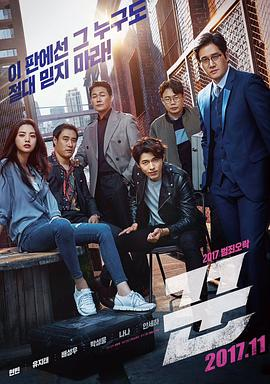 이 판에선 그 누구도
절대 믿지 마라!
2017 범죄오락
꾼
현빈 유지태 배성우 박성웅 나나 안세하
2017.11